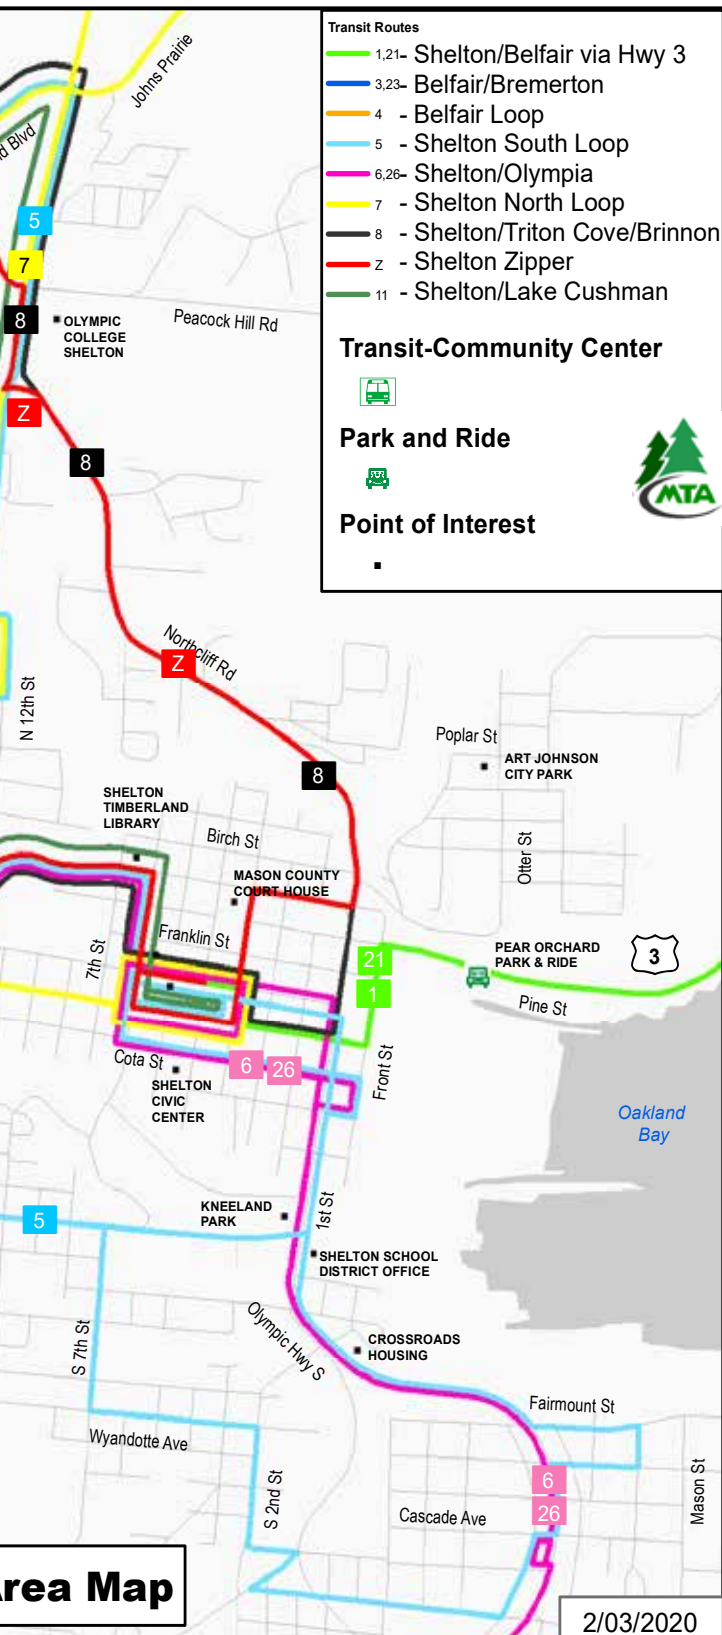 Transit Routes
1,21- Shelton/Belfair via Hwy 3
3,23- Belfair/Bremerton
4 - Belfair Loop
5 - Shelton South Loop
6,26- Shelton/Olympia
7 - Shelton North Loop
8 - Shelton/Triton Cove/Brinnon
Z - Shelton Zipper
11 - Shelton/Lake Cushman
Transit-Community Center
Park and Ride
Point of Interest
MTA
Johns Prairie
d Blvd
5
7
8
OLYMPIC
COLLEGE
SHELTON
Peacock Hill Rd
Z
8
Northcliff Rd
Z
N 12th St
8
Poplar St
ART JOHNSON
CITY PARK
Otter St
SHELTON
TIMBERLAND
LIBRARY
Birch St
MASON COUNTY
COURT HOUSE
Franklin St
7th St
21
1
PEAR ORCHARD
PARK & RIDE
3
Pine St
Cota St
6
26
Front St
SHELTON
CIVIC
CENTER
Oakland
Bay
KNEELAND
PARK
1st St
5
SHELTON SCHOOL
DISTRICT OFFICE
Olympic Hwy S
CROSSROADS
HOUSING
S 7th St
Fairmount St
Wyandotte Ave
S 2nd St
6
26
Cascade Ave
Mason St
Area Map
2/03/2020